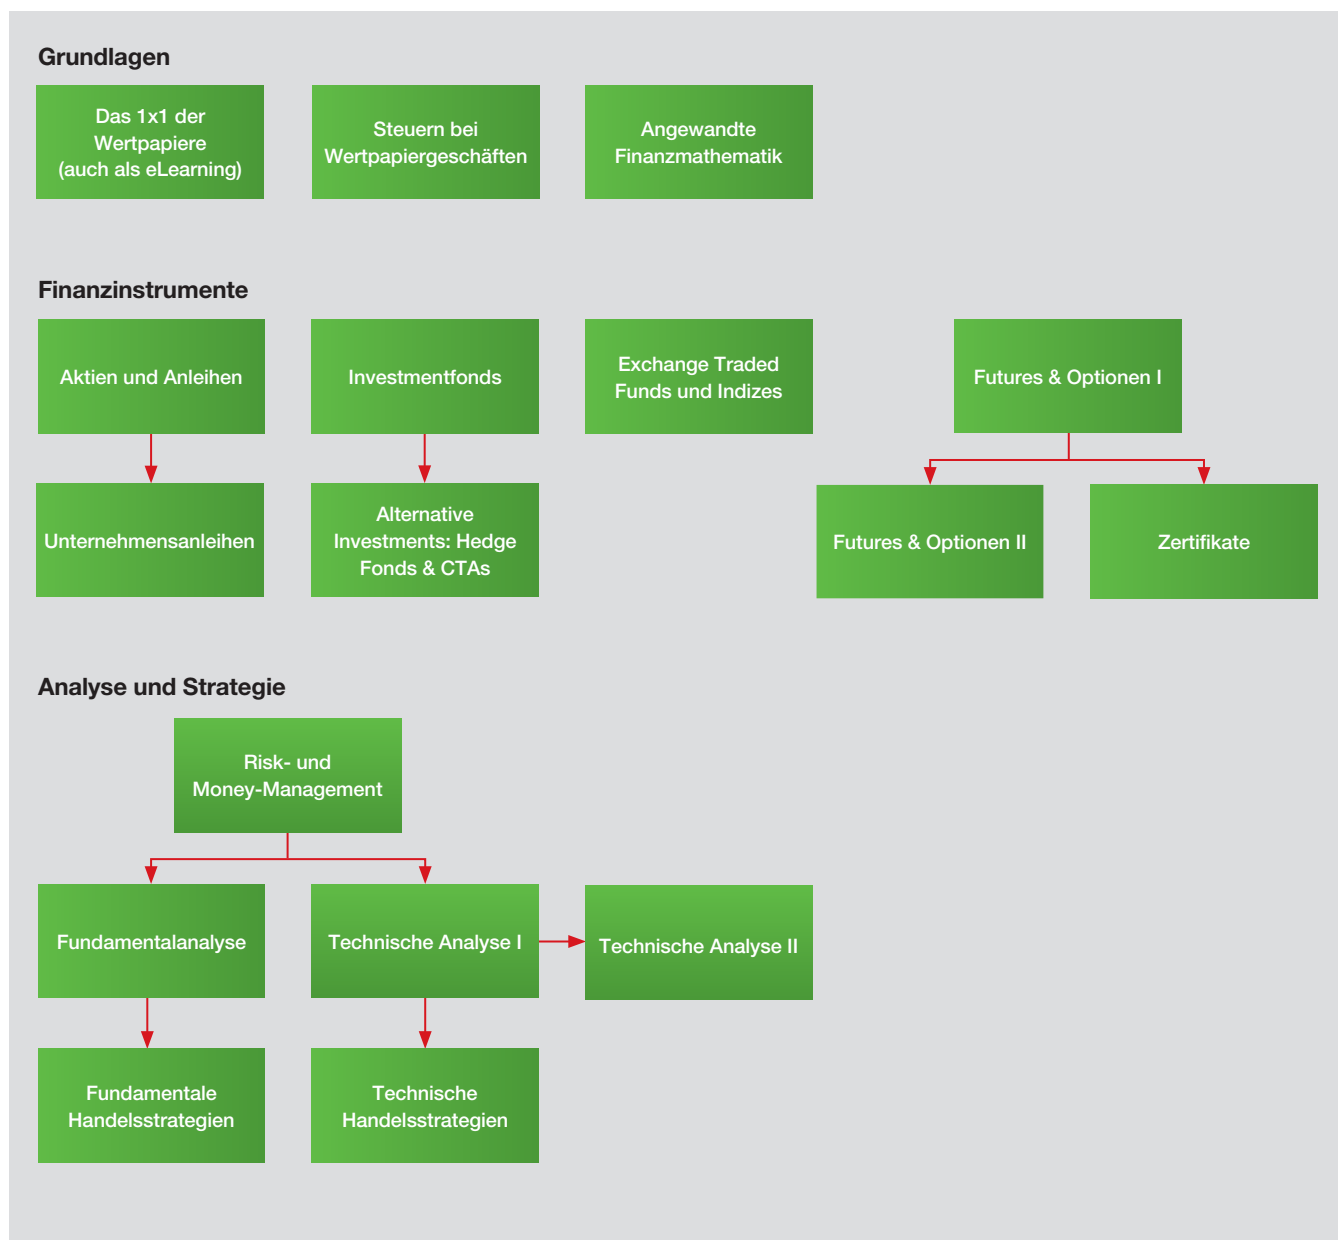 Grundlagen
Das 1x1 der
Wertpapiere
(auch als eLearning)
Steuern bei
Wertpapiergeschäften
Angewandte
Finanzmathematik
Finanzinstrumente
Aktien und Anleihen
Investmentfonds
Exchange Traded
Funds und Indizes
Futures & Optionen I
Unternehmensanleihen
Alternative
Investments: Hedge
Fonds & CTAs
Futures & Optionen II
Zertifikate
Analyse und Strategie
Risk- und
Money-Management
Fundamentalanalyse
Technische Analyse I
Technische Analyse II
Fundamentale
Handelsstrategien
Technische
Handelsstrategien